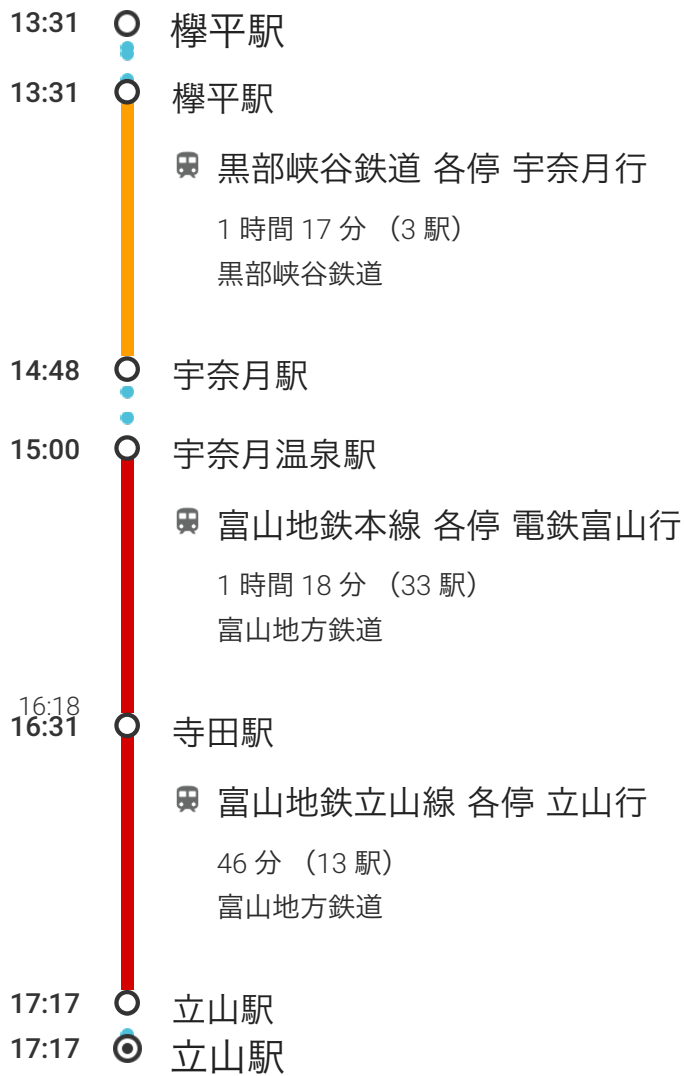 13:31 欅平駅
13:31 欅平駅
黒部峡谷鉄道 各停 宇奈月行
1 時間 17 分 （3 駅）
黒部峡谷鉄道
14:48 宇奈月駅
15:00 宇奈月温泉駅
富山地鉄本線 各停 電鉄富山行
1 時間 18 分 （33 駅）
富山地方鉄道
16:18
16:31 寺田駅
富山地鉄立山線 各停 立山行
46 分 （13 駅）
富山地方鉄道
17:17 立山駅
17:17 立山駅